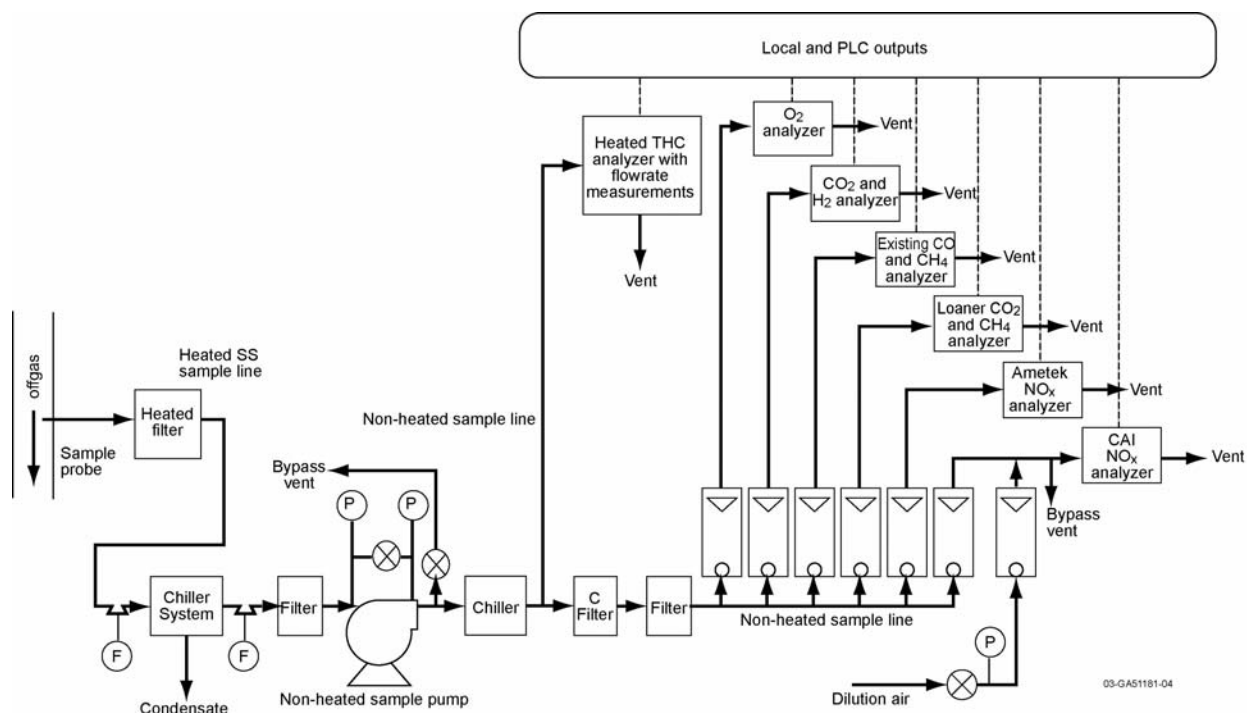 Local and PLC outputs
O2
analyzer
Vent
Heated THC
analyzer with
flowrate
measurements
Vent
CO2 and
H2 analyzer
Vent
Existing CO
and CH4
analyzer
Vent
Loaner CO2
and CH4
analyzer
Vent
Ametek
NOx
analyzer
Vent
CAI
NOx
analyzer
Vent
offgas
Heated SS
sample line
Heated
filter
Sample
probe
Non-heated sample line
Bypass
vent
P
P
Bypass
vent
Chiller
System
Filter
Chiller
C
Filter
Filter
Non-heated sample line
F
F
P
Condensate
Non-heated sample pump
Dilution air
03-GA51181-04